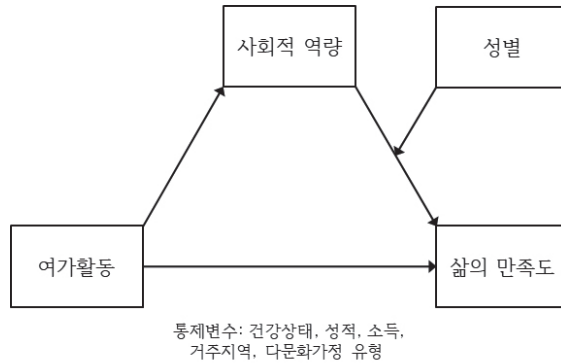 사회적 역량
성별
여가활동
삶의 만족도
통제변수: 건강상태, 성적, 소득,
거주지역, 다문화가정 유형